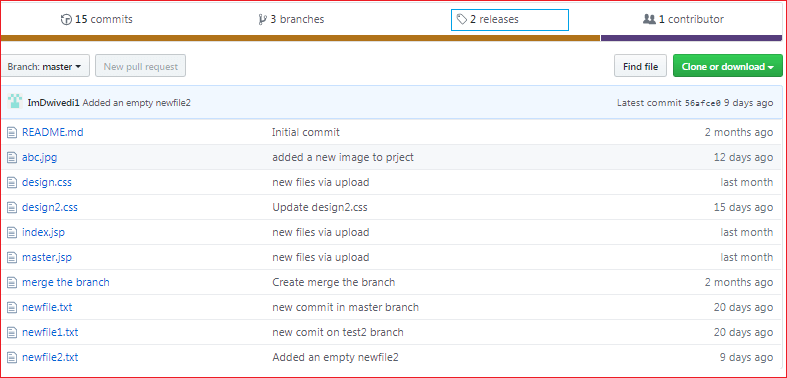 15 commits 3 branches 2 releases 1 contributor
Branch: master New pull request Find file Clone or download
ImDwivedi1 Added an empty newfile2 Latest commit 56afce0 9 days ago
README.md Initial commit 2 months ago
abc.jpg added a new image to prject 12 days ago
design.css new files via upload last month
design2.css Update design2.css 15 days ago
index.jsp new files via upload last month
master.jsp new files via upload last month
merge the branch Create merge the branch 2 months ago
newfile.txt new commit in master branch 20 days ago
newfile1.txt new comit on test2 branch 20 days ago
newfile2.txt Added an empty newfile2 9 days ago